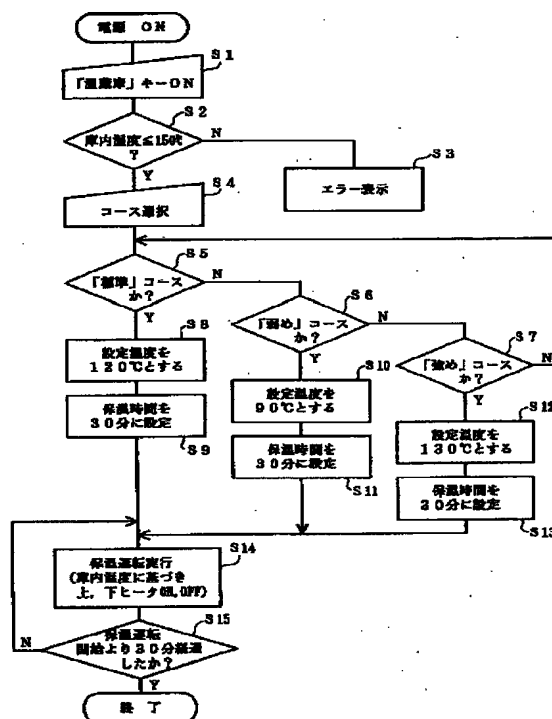 電源 ON
S1
「温蔵庫」キーON
S2
庫内温度≦150℃
?
N
Y
S3
エラー表示
S4
コース選択
S5
「標準」コース
か?
N
Y
S6
「弱め」コース
か?
N
Y
S7
「強め」コース
か?
N
Y
S8
設定温度を
120℃とする
保温時間を
30分に設定
S9
S10
設定温度を
90℃とする
保温時間を
30分に設定
S11
S12
設定温度を
130℃とする
保温時間を
30分に設定
S13
S14
保温運転実行
(庫内温度に基づき
上,下ヒータON,OFF)
S15
保温運転
開始より30分経過
したか?
N
Y
終 了